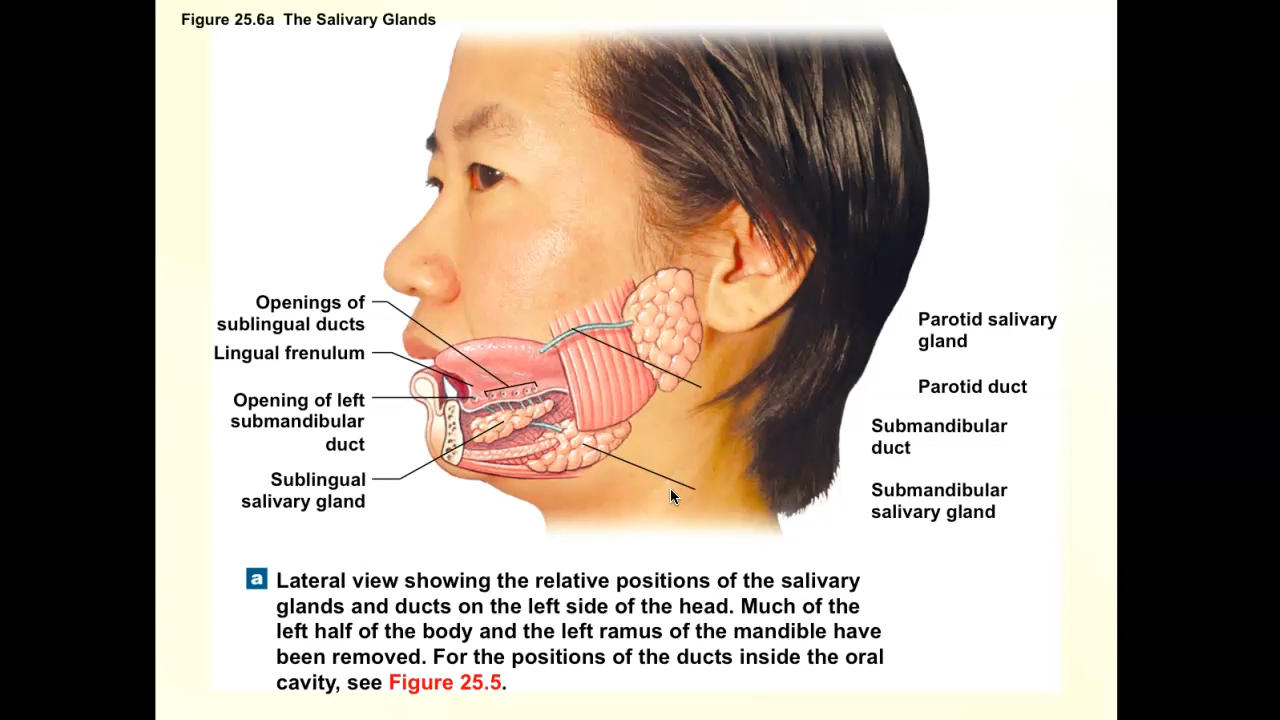 Figure 25.6a The Salivary Glands
Openings of
sublingual ducts
Lingual frenulum
Opening of left
submandibular
duct
Sublingual
salivary gland
Parotid salivary
gland
Parotid duct
Submandibular
duct
Submandibular
salivary gland
a Lateral view showing the relative positions of the salivary
glands and ducts on the left side of the head. Much of the
left half of the body and the left ramus of the mandible have
been removed. For the positions of the ducts inside the oral
cavity, see Figure 25.5.